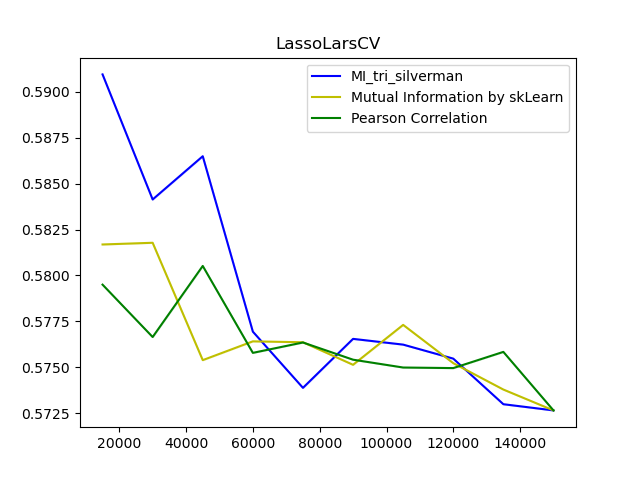 LassoLarsCV
MI_tri_silverman
Mutual Information by skLearn
Pearson Correlation
0.5900
0.5875
0.5850
0.5825
0.5800
0.5775
0.5750
0.5725
20000 40000 60000 80000 100000 120000 140000